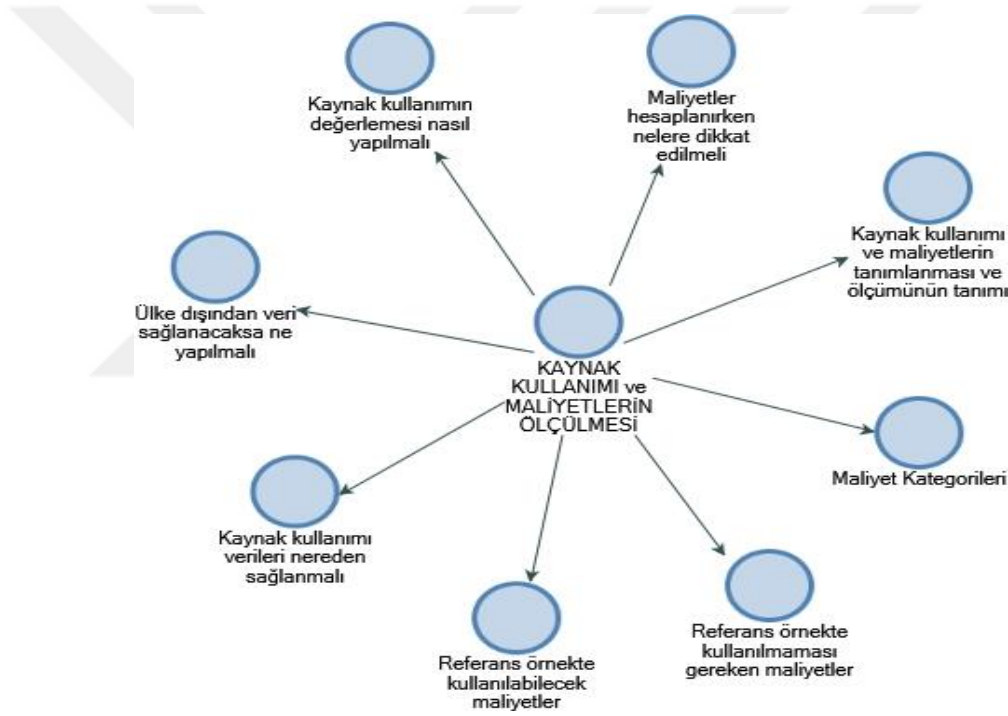 Kaynak kullanımın
değerlemesi nasıl
yapılmalı
Maliyetler
hesaplanırken
nelere dikkat
edilmeli
Kaynak kullanımı
ve maliyetlerin
tanımlanması ve
ölçümünün tanımı
Ülke dışından veri
sağlanacaksa ne
yapılmalı
KAYNAK
KULLANIMI ve
MALİYETLERİN
ÖLÇÜLMESİ
Maliyet Kategorileri
Kaynak kullanımı
verileri nereden
sağlanmalı
Referans örnekte
kullanılabilecek
maliyetler
Referans örnekte
kullanılmaması
gereken maliyetler